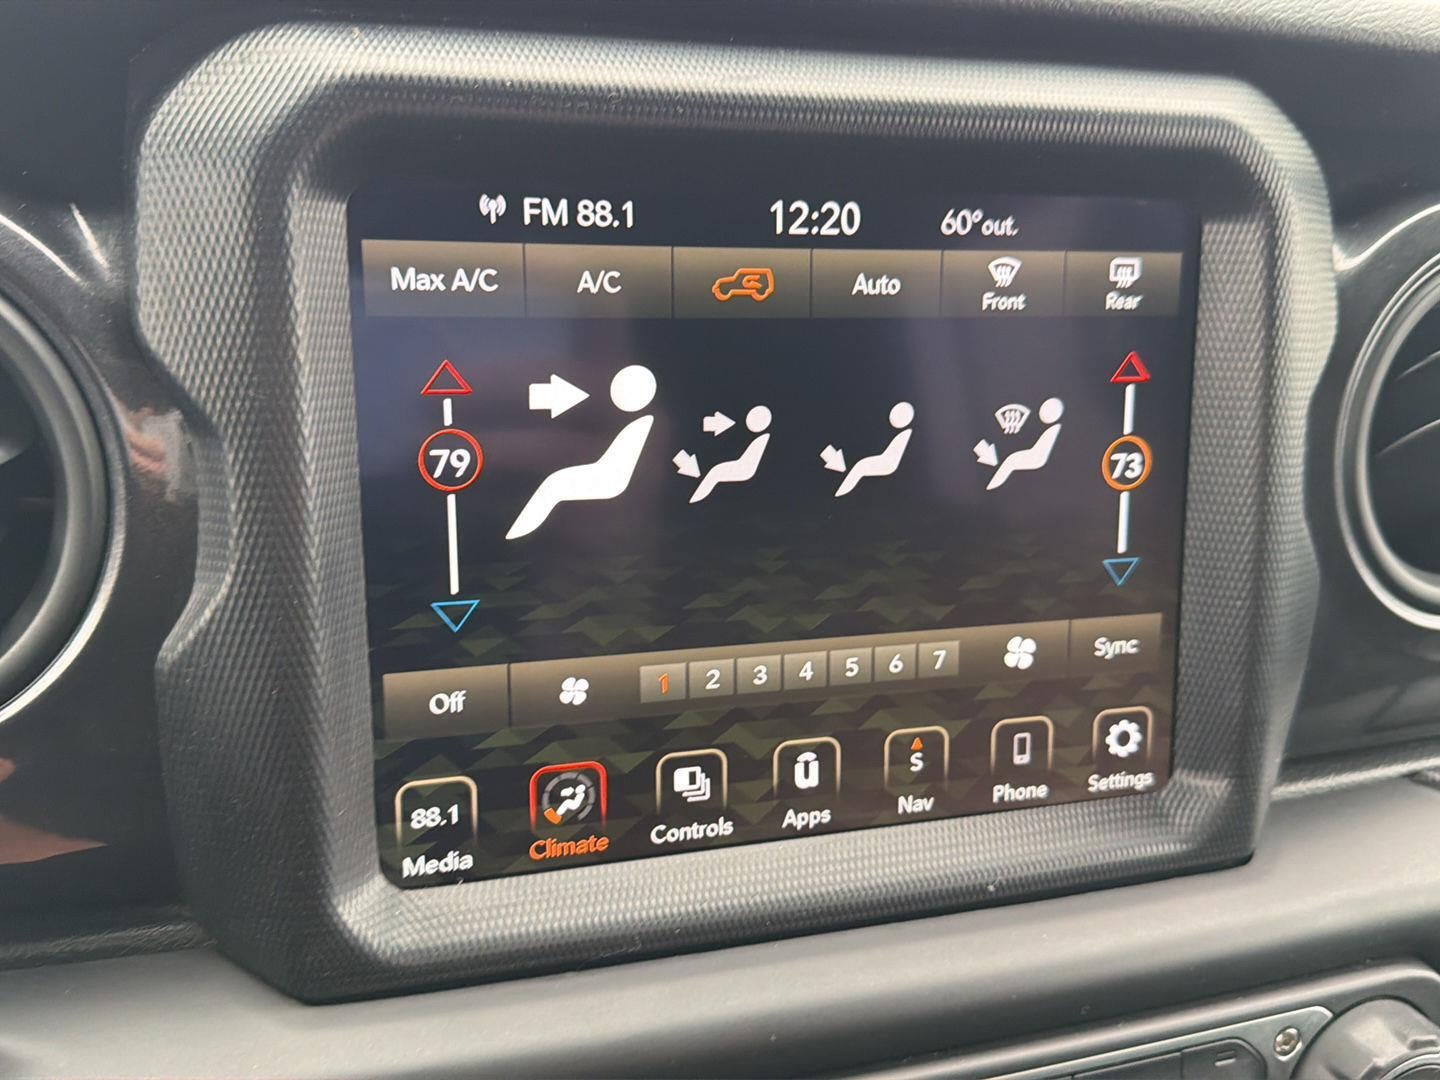 FM 88.1 12:20 60° out.
Max A/C A/C Auto Front Rear
79 73
Off 1 2 3 4 5 6 7 Sync
88.1 S
Media Climate Controls Apps Nav Phone Settings